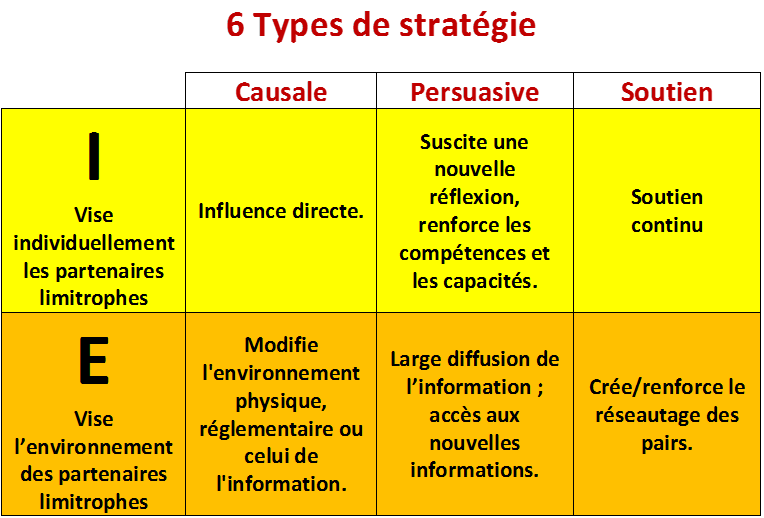 6 Types de stratégie
Causale
Persuasive
Soutien
I
Vise
individuellement
les partenaires
limitrophes
Influence directe.
Suscite une
nouvelle
réflexion,
renforce les
compétences et
les capacités.
Soutien
continu
E
Vise
l’environnement
des partenaires
limitrophes
Modifie
l'environnement
physique,
réglementaire ou
celui de
l'information.
Large diffusion de
l’information ;
accès aux
nouvelles
informations.
Crée/renforce le
réseautage des
pairs.